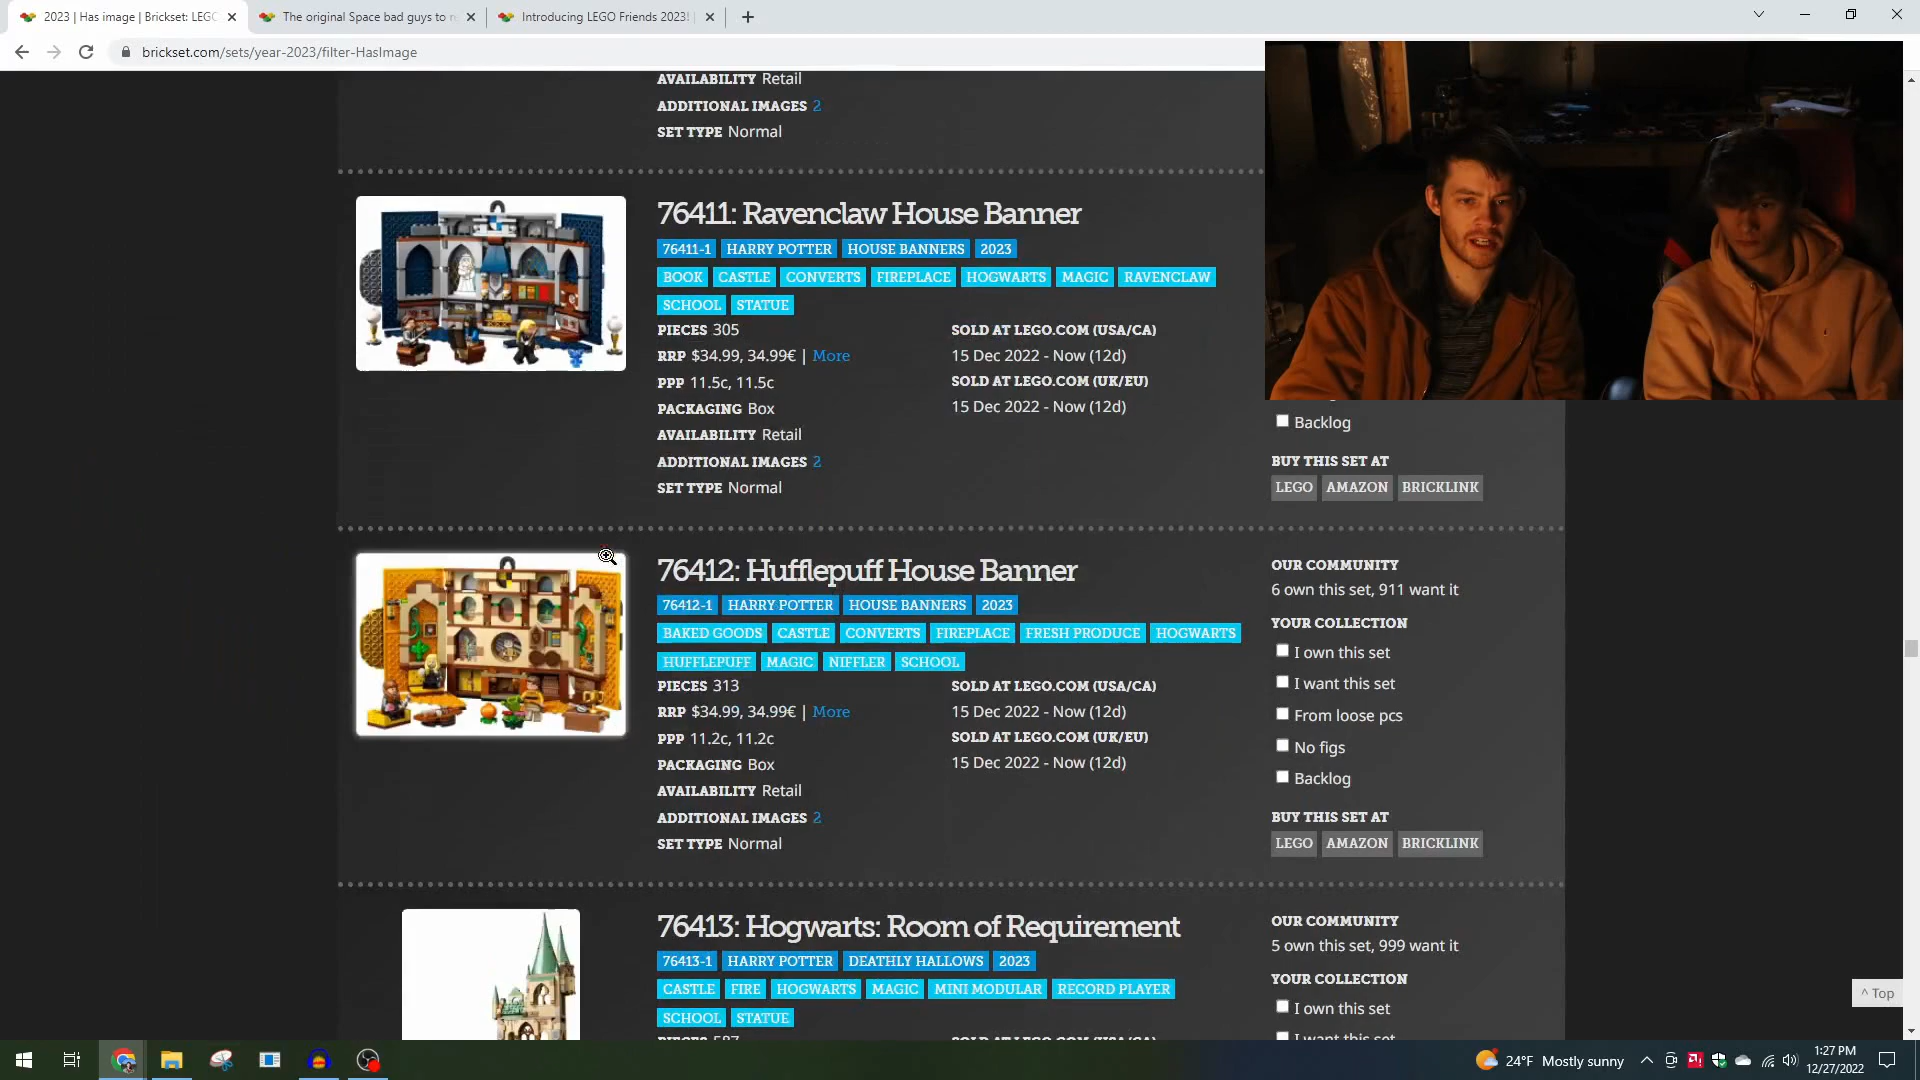 2023 | Has image | Brickset: LEGO
The original Space bad guys to r
Introducing LEGO Friends 2023!
brickset.com/sets/year-2023/filter-HasImage
AVAILABILITY Retail
ADDITIONAL IMAGES 2
SET TYPE Normal
76411: Ravenclaw House Banner
76411-1 HARRY POTTER HOUSE BANNERS 2023
BOOK CASTLE CONVERTS FIREPLACE HOGWARTS MAGIC RAVENCLAW
SCHOOL STATUE
PIECES 305
RRP $34.99, 34.99€ | More
PPP 11.5c, 11.5c
PACKAGING Box
AVAILABILITY Retail
ADDITIONAL IMAGES 2
SET TYPE Normal
SOLD AT LEGO.COM (USA/CA)
15 Dec 2022 - Now (12d)
SOLD AT LEGO.COM (UK/EU)
15 Dec 2022 - Now (12d)
Backlog
BUY THIS SET AT
LEGO AMAZON BRICKLINK
76412: Hufflepuff House Banner
76412-1 HARRY POTTER HOUSE BANNERS 2023
BAKED GOODS CASTLE CONVERTS FIREPLACE FRESH PRODUCE HOGWARTS
HUFFLEPUFF MAGIC NIFFLER SCHOOL
PIECES 313
RRP $34.99, 34.99€ | More
PPP 11.2c, 11.2c
PACKAGING Box
AVAILABILITY Retail
ADDITIONAL IMAGES 2
SET TYPE Normal
SOLD AT LEGO.COM (USA/CA)
15 Dec 2022 - Now (12d)
SOLD AT LEGO.COM (UK/EU)
15 Dec 2022 - Now (12d)
OUR COMMUNITY
6 own this set, 911 want it
YOUR COLLECTION
I own this set
I want this set
From loose pcs
No figs
Backlog
BUY THIS SET AT
LEGO AMAZON BRICKLINK
76413: Hogwarts: Room of Requirement
76413-1 HARRY POTTER DEATHLY HALLOWS 2023
CASTLE FIRE HOGWARTS MAGIC MINI MODULAR RECORD PLAYER
SCHOOL STATUE
PIECES 587
SOLD AT LEGO.COM (USA/CA)
OUR COMMUNITY
5 own this set, 999 want it
YOUR COLLECTION
I own this set
I want this set
^ Top
24°F Mostly sunny
1:27 PM
12/27/2022